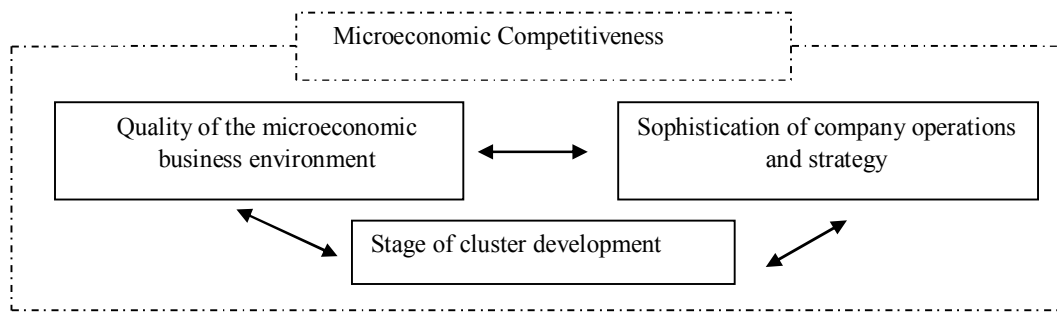 Microeconomic Competitiveness
Quality of the microeconomic
business environment
Sophistication of company operations
and strategy
Stage of cluster development